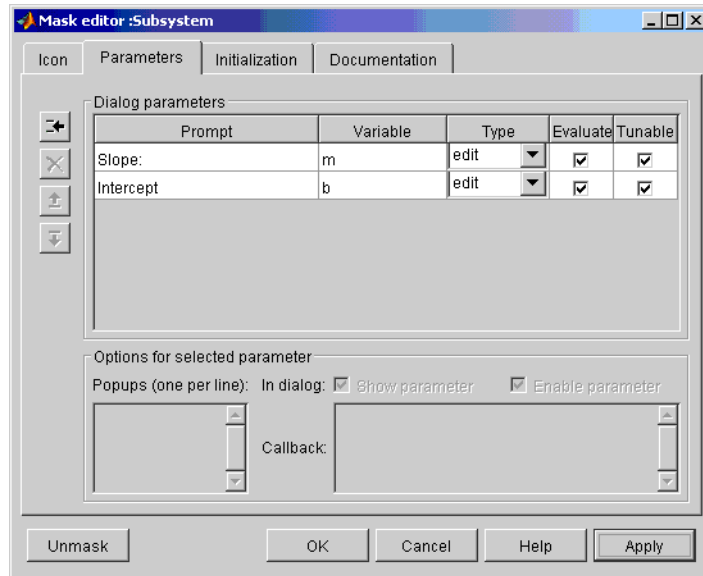 Mask editor :Subsystem
Icon Parameters Initialization Documentation
Dialog parameters
Prompt Variable Type Evaluate Tunable
Slope: m edit
Intercept b edit
Options for selected parameter
Popups (one per line): In dialog: Show parameter Enable parameter
Callback:
Unmask OK Cancel Help Apply